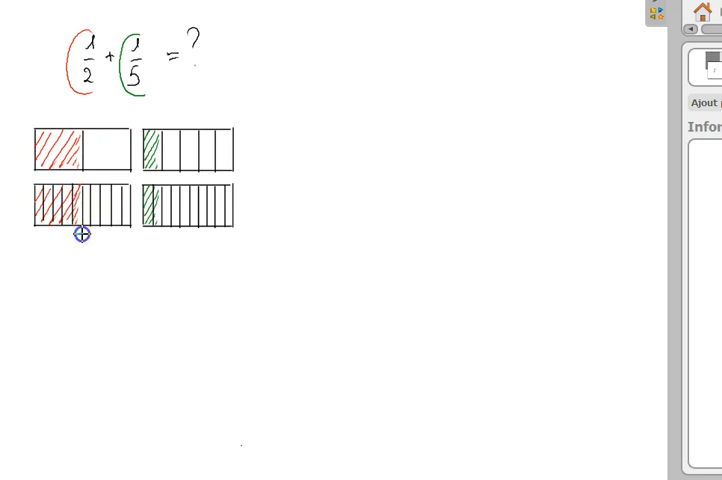 1/2 + 1/5 = ?
Ajout p
Infor